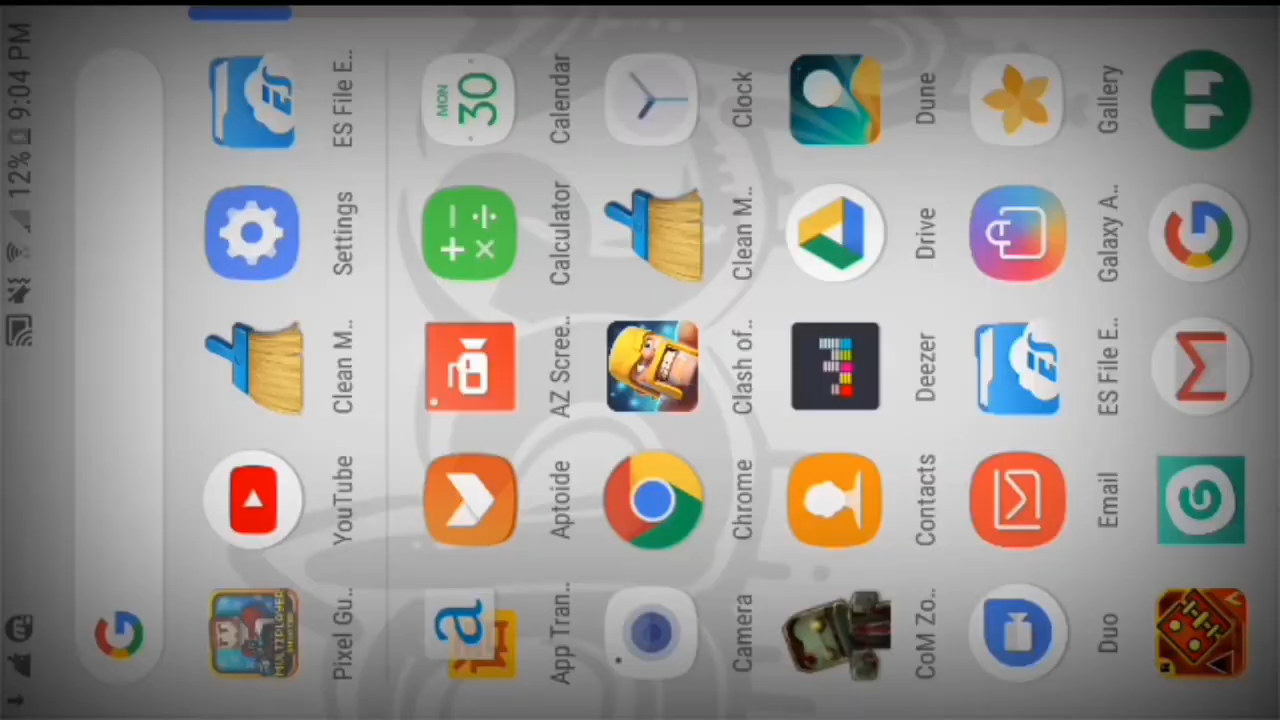 12% 9:04 PM
Pixel Gu.. YouTube Clean M.. Settings ES File E..
MULTIPLAYER
MON
30
App Tran.. Aptoide AZ Scree.. Calculator Calendar
Camera Chrome Clash of.. Clean M.. Clock
CoM Zo.. Contacts Deezer Drive Dune
Duo Email ES File E.. Galaxy A.. Gallery